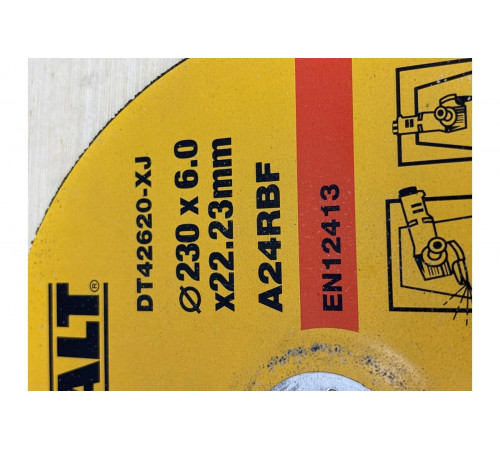 DT42620-XJ
Ø230 x 6.0
x22.23mm
A24RBF
EN12413
ALT®